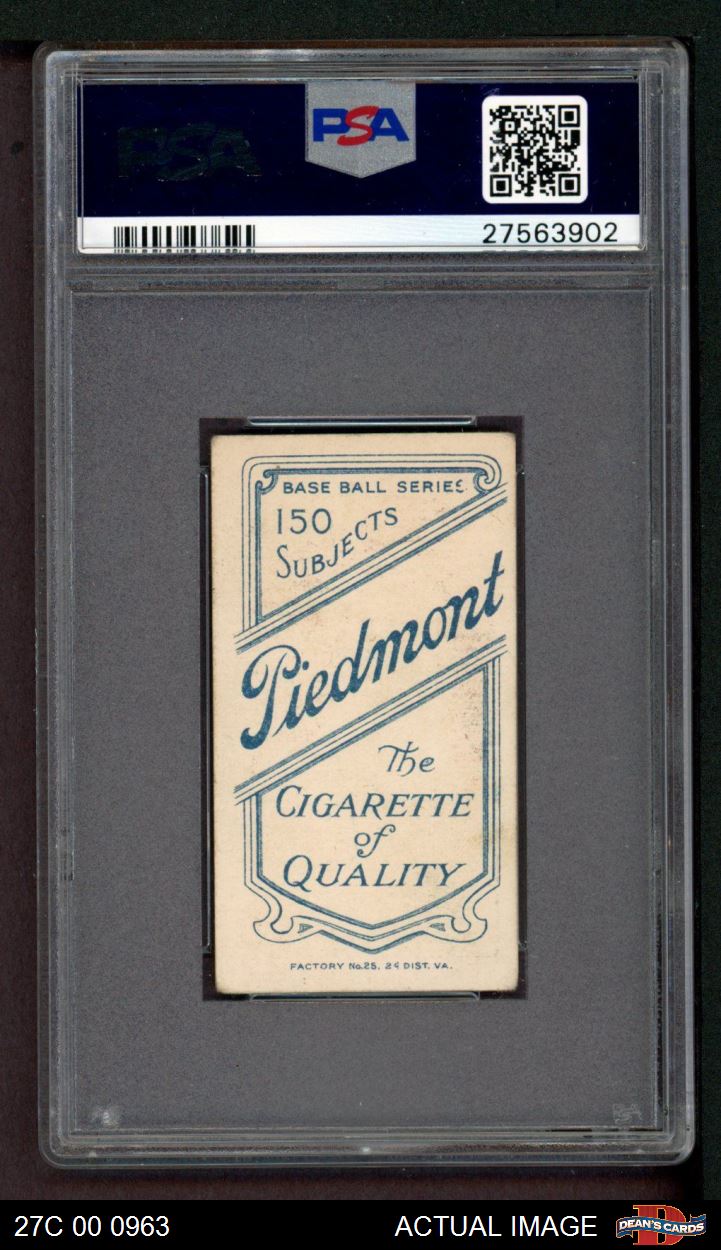 PSA
PSA
27563902
BASE BALL SERIES
150
SUBJECTS
Piedmont
The
CIGARETTE
of
QUALITY
FACTORY No.25, 2d DIST. VA.
27C 00 0963
ACTUAL IMAGE
DEAN'S CARDS